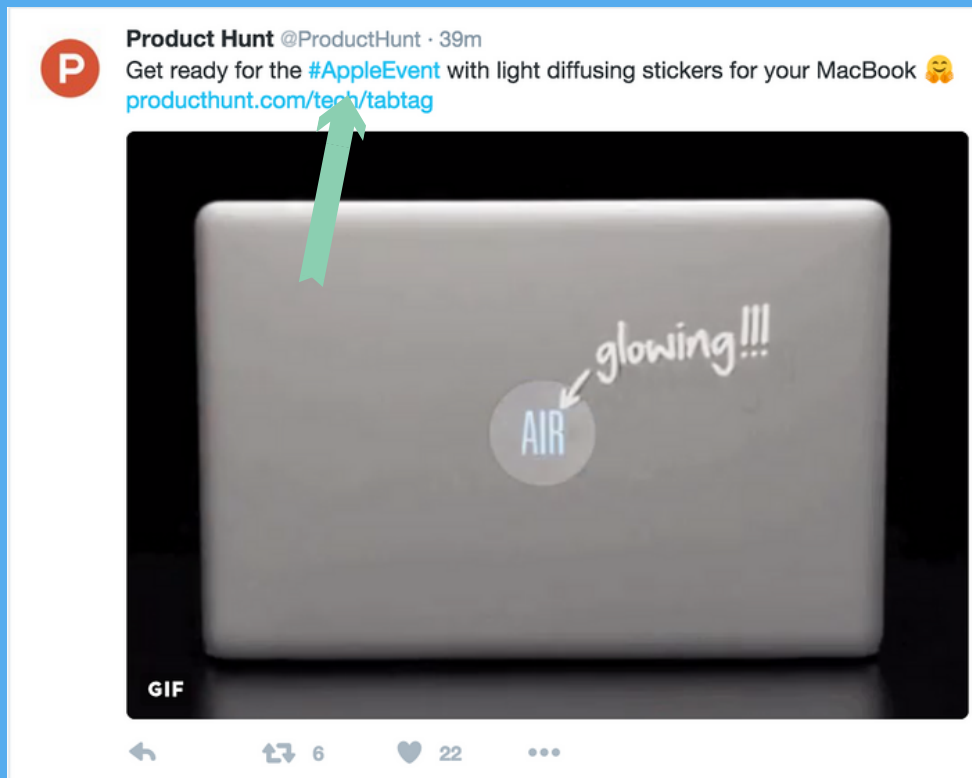 P
Product Hunt @ProductHunt · 39m
Get ready for the #AppleEvent with light diffusing stickers for your MacBook 🤗
producthunt.com/tech/tabtag
glowing!!!
AIR
GIF
6 22